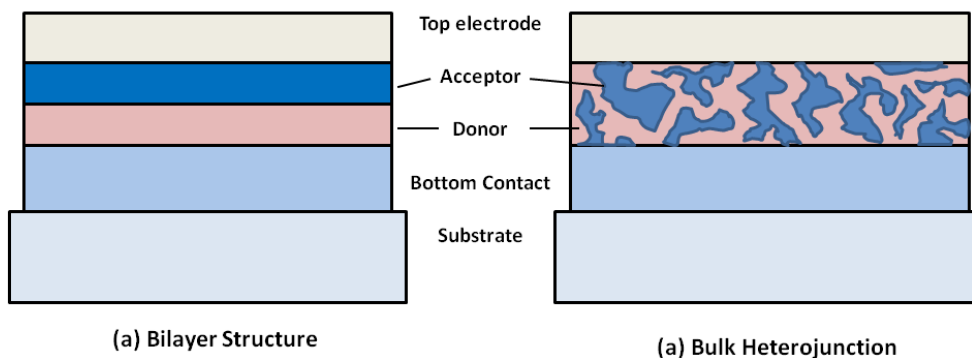 Top electrode
Acceptor
Donor
Bottom Contact
Substrate
(a) Bilayer Structure
(a) Bulk Heterojunction